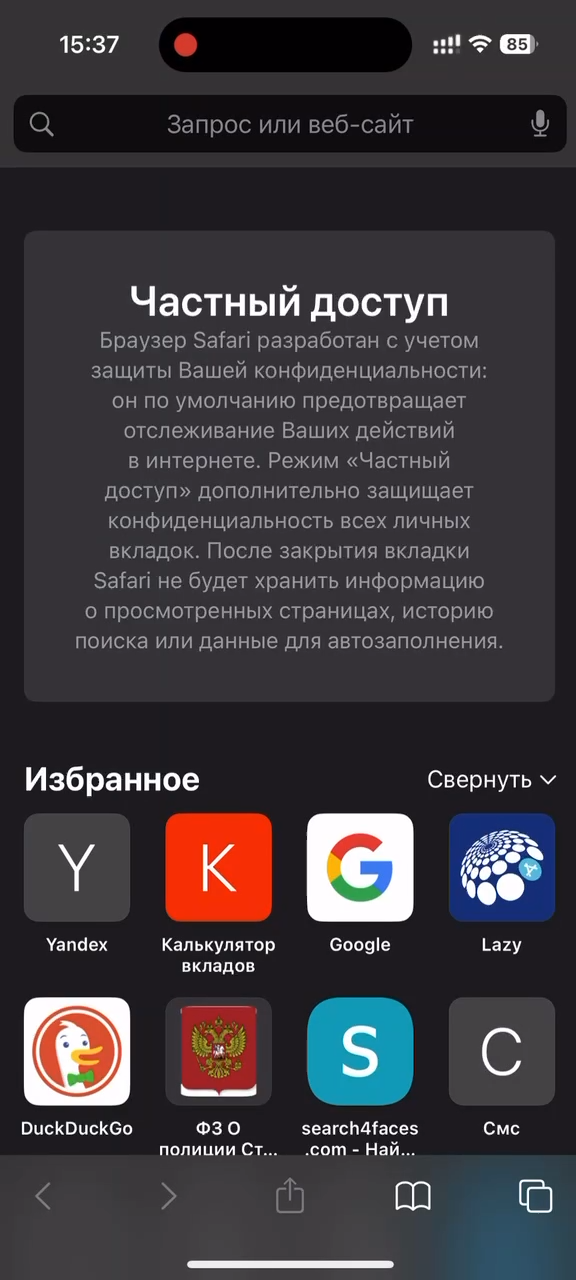 15:37
85
Запрос или веб-сайт
Частный доступ
Браузер Safari разработан с учетом
защиты Вашей конфиденциальности:
он по умолчанию предотвращает
отслеживание Ваших действий
в интернете. Режим «Частный
доступ» дополнительно защищает
конфиденциальность всех личных
вкладок. После закрытия вкладки
Safari не будет хранить информацию
о просмотренных страницах, историю
поиска или данные для автозаполнения.
Избранное
Свернуть
Y
K
G
S
C
Yandex
Калькулятор
вкладов
Google
Lazy
DuckDuckGo
ФЗ О
полиции Ст...
search4faces
.com - Най...
Смс